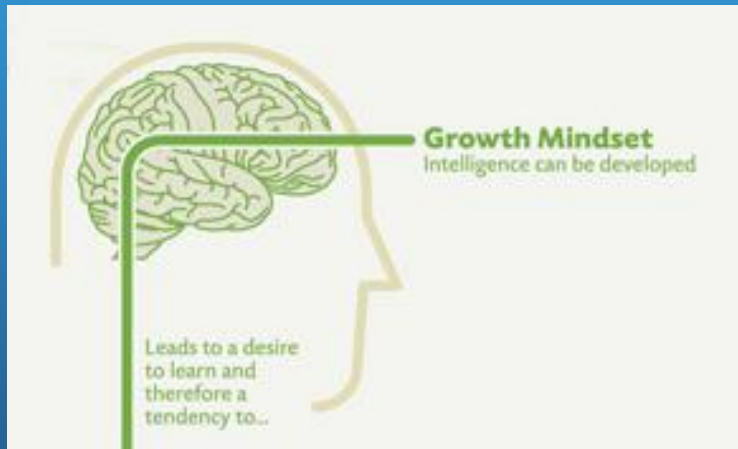 Growth Mindset
Intelligence can be developed
Leads to a desire
to learn and
therefore a
tendency to...